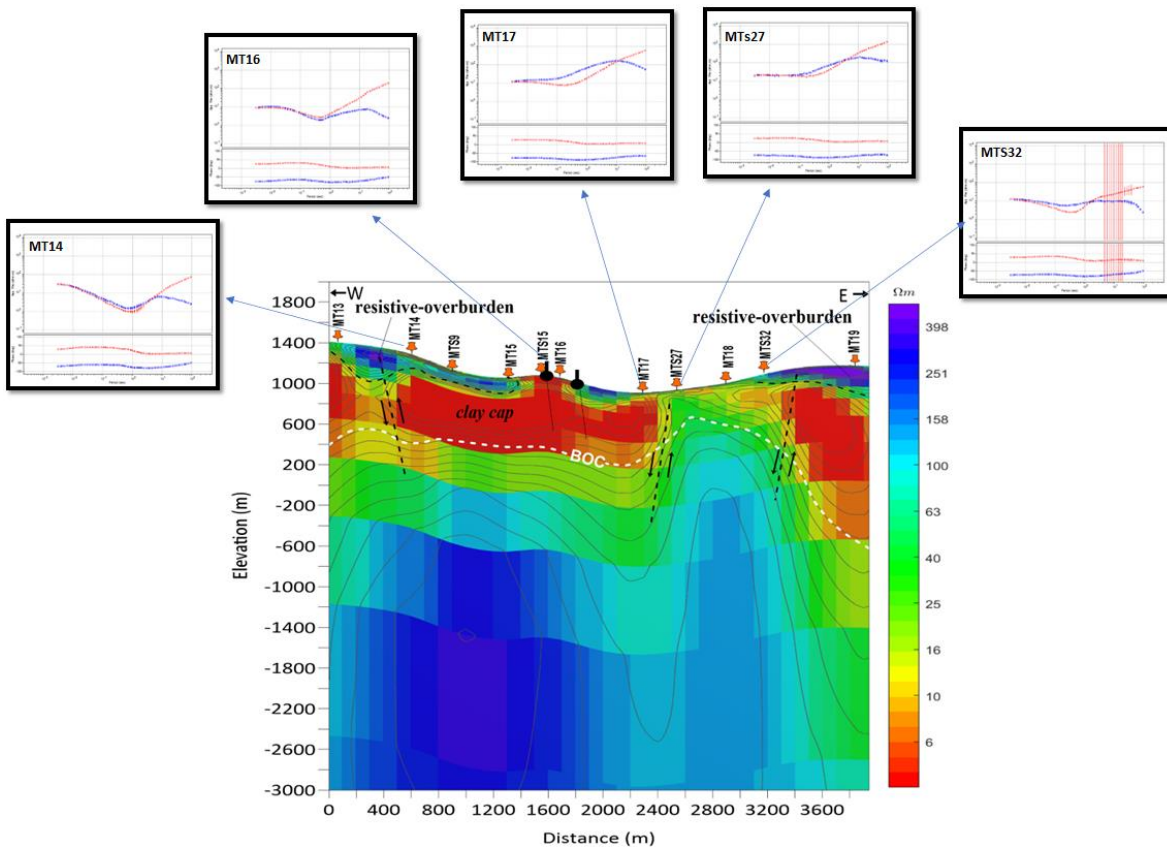 MT16
MT17
MTs27
MTS32
MT14
W
E
resistive-overburden
resistive-overburden
MT13
MT14
MTS9
MT15
MTS15
MT16
MT17
MTS27
MT18
MTS32
MT19
clay cap
BOC
Elevation (m)
1800
1400
1000
600
200
-200
-600
-1000
-1400
-1800
-2200
-2600
-3000
0
400
800
1200
1600
2000
2400
2800
3200
3600
Distance (m)
Ωm
398
251
158
100
63
40
25
16
10
6